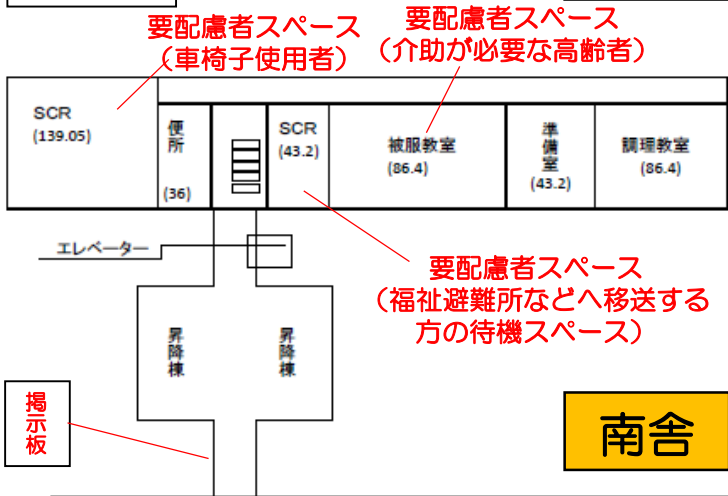 要配慮者スペース
（車椅子使用者）
要配慮者スペース
（介助が必要な高齢者）
SCR
(139.05)
便所
(36)
SCR
(43.2)
被服教室
(86.4)
準備室
(43.2)
調理教室
(86.4)
エレベーター
要配慮者スペース
（福祉避難所などへ移送する
方の待機スペース）
昇降棟
昇降棟
掲示板
南舎